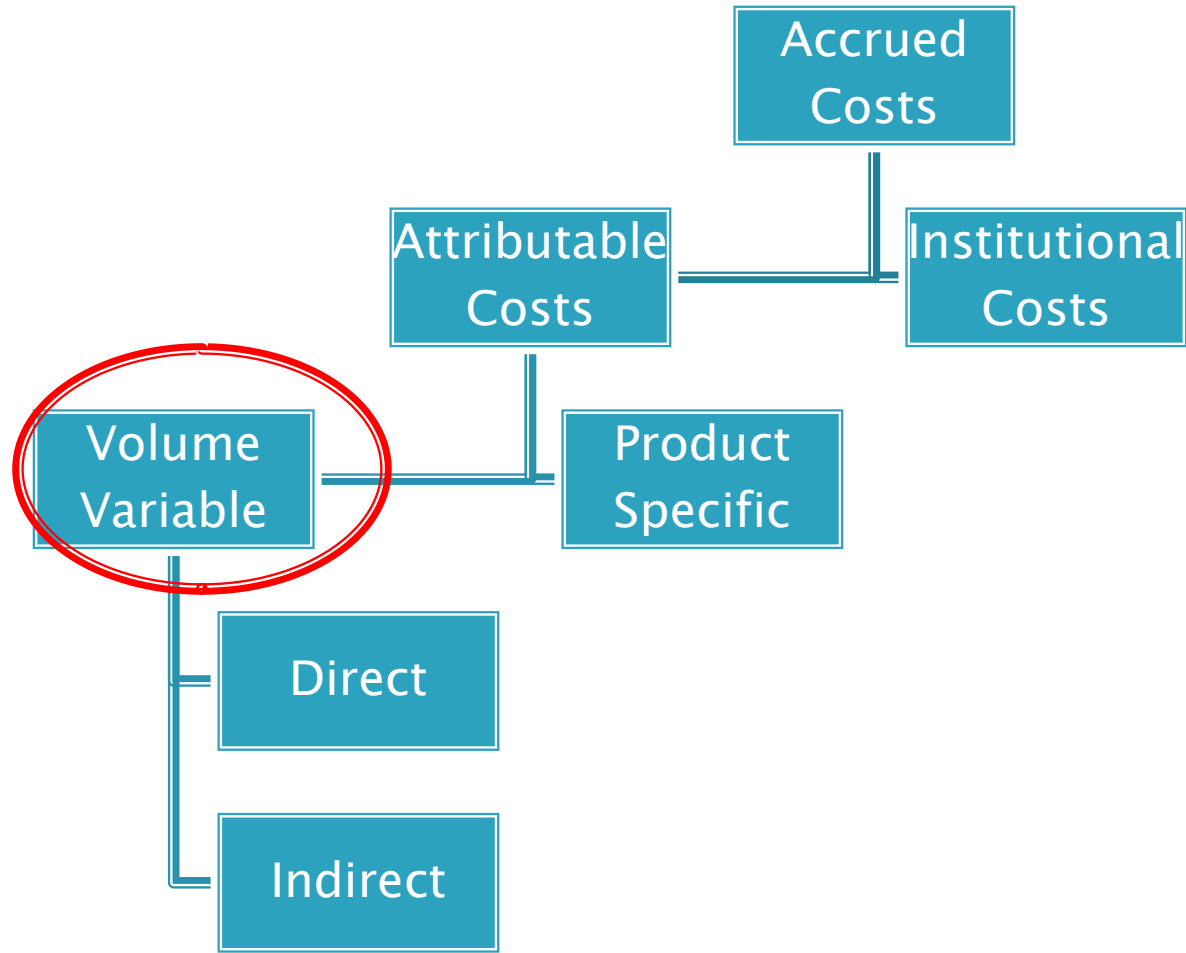 Accrued
Costs
Attributable
Costs
Institutional
Costs
Volume
Variable
Product
Specific
Direct
Indirect